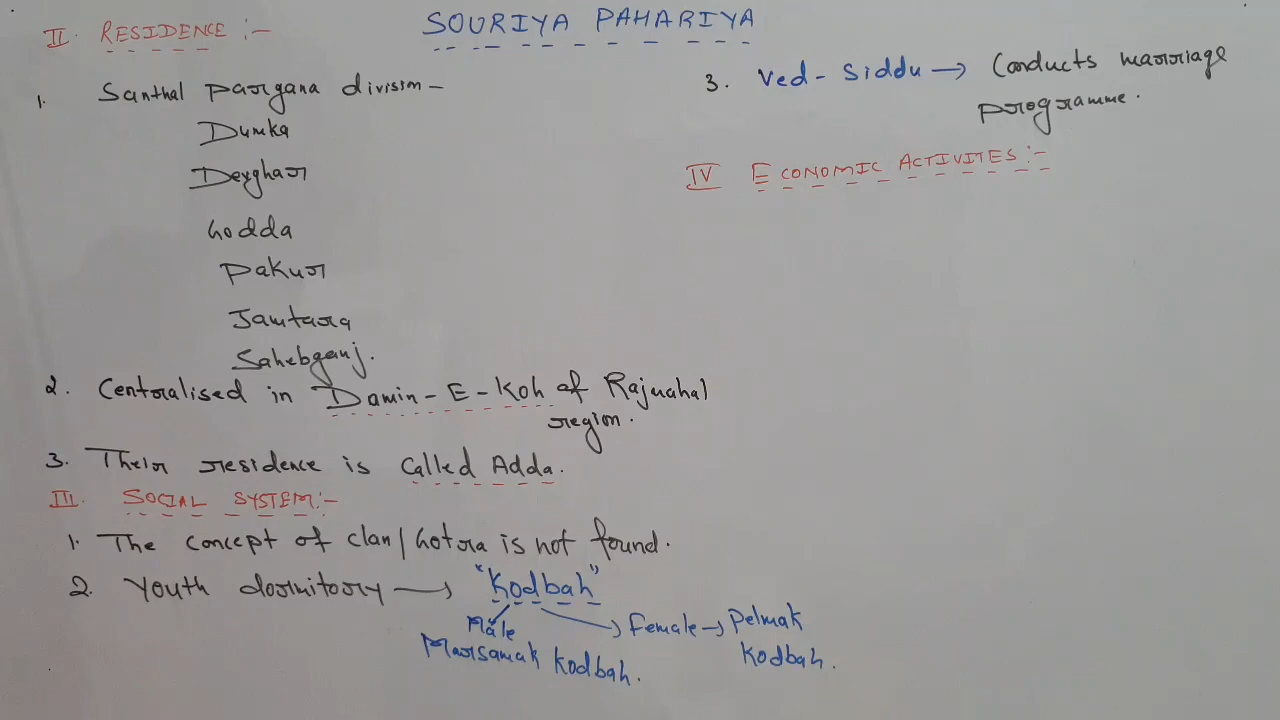 SOURIYA PAHARIYA
II. RESIDENCE :-
1. Santhal pargana division -
Dumka
Devghar
Godda
Pakur
Jamtara
Sahebganj.
2. Centralised in Damin-E-Koh of Rajmahal
region.
3. Their residence is called Adda.
III. SOCIAL SYSTEM:-
1. The concept of clan/Gotra is not found.
2. Youth dormitory → "Kodbah"
Male
Marsamak Kodbah.
→ Female → Pelmak
Kodbah.
3. Ved-Siddu → Conducts marriage
programme.
IV ECONOMIC ACTIVITES :-